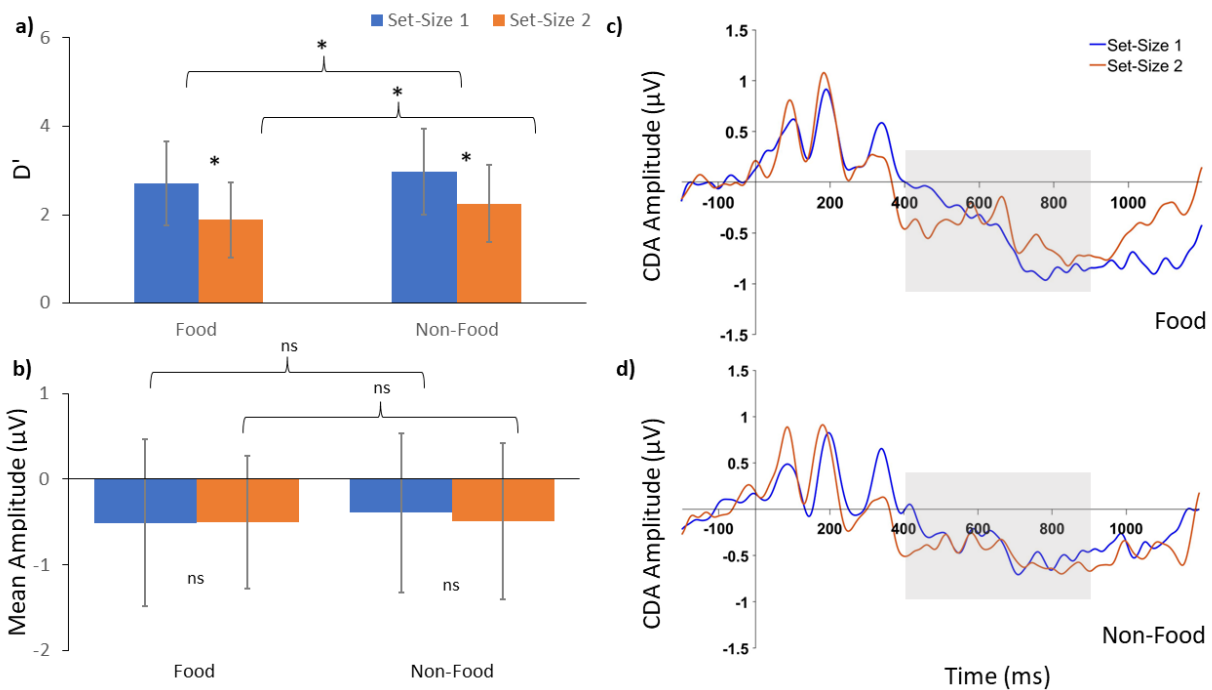 a)
Set-Size 1 Set-Size 2
6
4
2
0
D'
*
*
*
*
Food Non-Food
b)
ns
ns
1
0
-1
-2
Mean Amplitude (µV)
ns ns
Food Non-Food
c)
1.5
1
0.5
-0.5
-1
-1.5
CDA Amplitude (µV)
Set-Size 1
Set-Size 2
-100 200 400 600 800 1000
Food
d)
1.5
1
0.5
-0.5
-1
-1.5
CDA Amplitude (µV)
-100 200 400 600 800 1000
Non-Food
Time (ms)